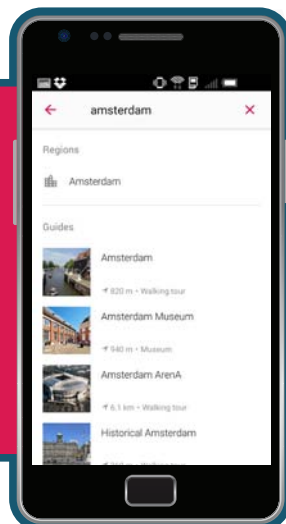 amsterdam
Regions
Amsterdam
Guides
Amsterdam
820 m • Walking tour
Amsterdam Museum
940 m • Museum
Amsterdam ArenA
6,1 km • Walking tour
Historical Amsterdam